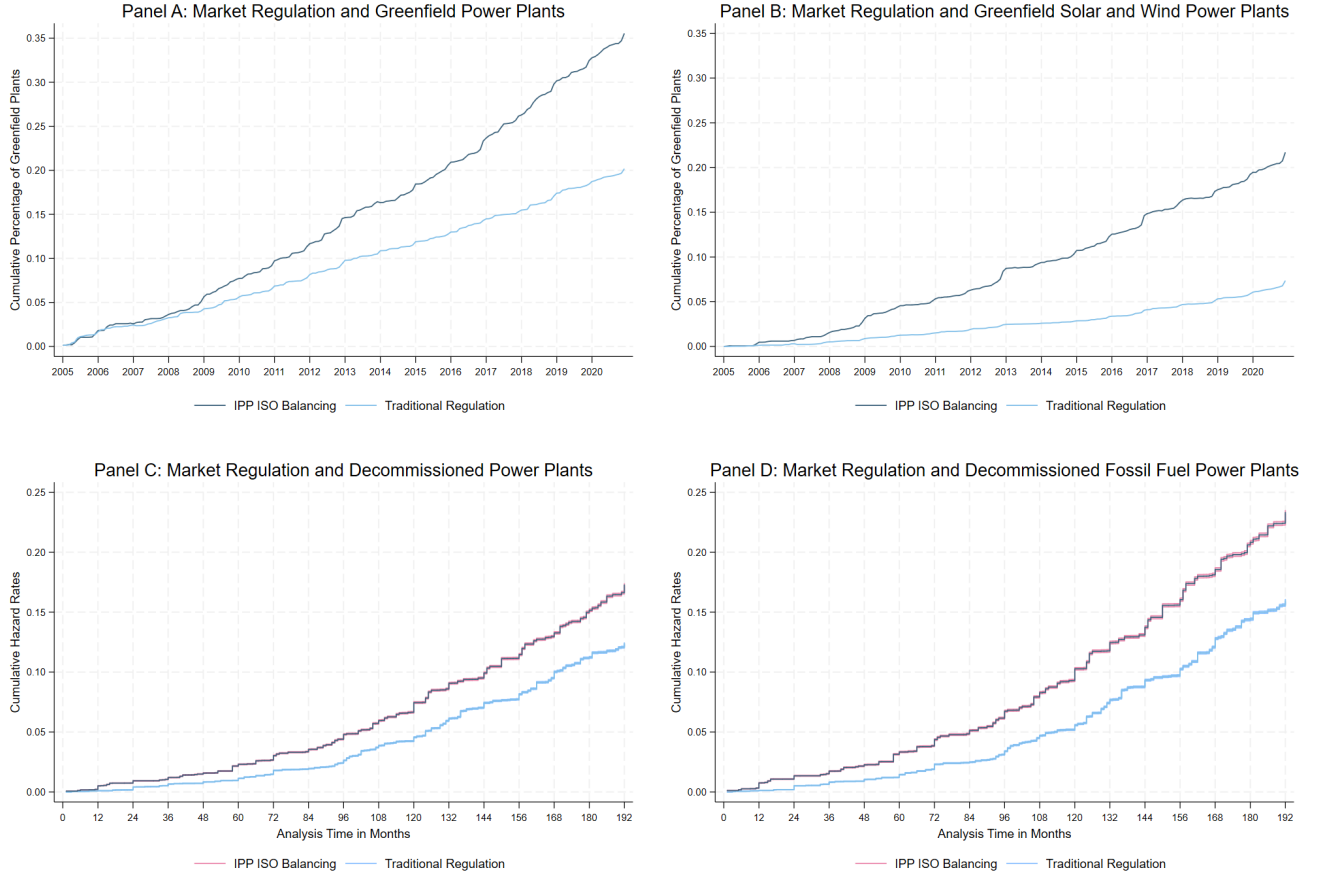 Panel A: Market Regulation and Greenfield Power Plants
Cumulative Percentage of Greenfield Plants
0.35
0.30
0.25
0.20
0.15
0.10
0.05
0.00
2005 2006 2007 2008 2009 2010 2011 2012 2013 2014 2015 2016 2017 2018 2019 2020
IPP ISO Balancing Traditional Regulation
Panel B: Market Regulation and Greenfield Solar and Wind Power Plants
Cumulative Percentage of Greenfield Plants
0.35
0.30
0.25
0.20
0.15
0.10
0.05
0.00
2005 2006 2007 2008 2009 2010 2011 2012 2013 2014 2015 2016 2017 2018 2019 2020
IPP ISO Balancing Traditional Regulation
Panel C: Market Regulation and Decommissioned Power Plants
Cumulative Hazard Rates
0.25
0.20
0.15
0.10
0.05
0.00
0 12 24 36 48 60 72 84 96 108 120 132 144 156 168 180 192
Analysis Time in Months
IPP ISO Balancing Traditional Regulation
Panel D: Market Regulation and Decommissioned Fossil Fuel Power Plants
Cumulative Hazard Rates
0.25
0.20
0.15
0.10
0.05
0.00
0 12 24 36 48 60 72 84 96 108 120 132 144 156 168 180 192
Analysis Time in Months
IPP ISO Balancing Traditional Regulation